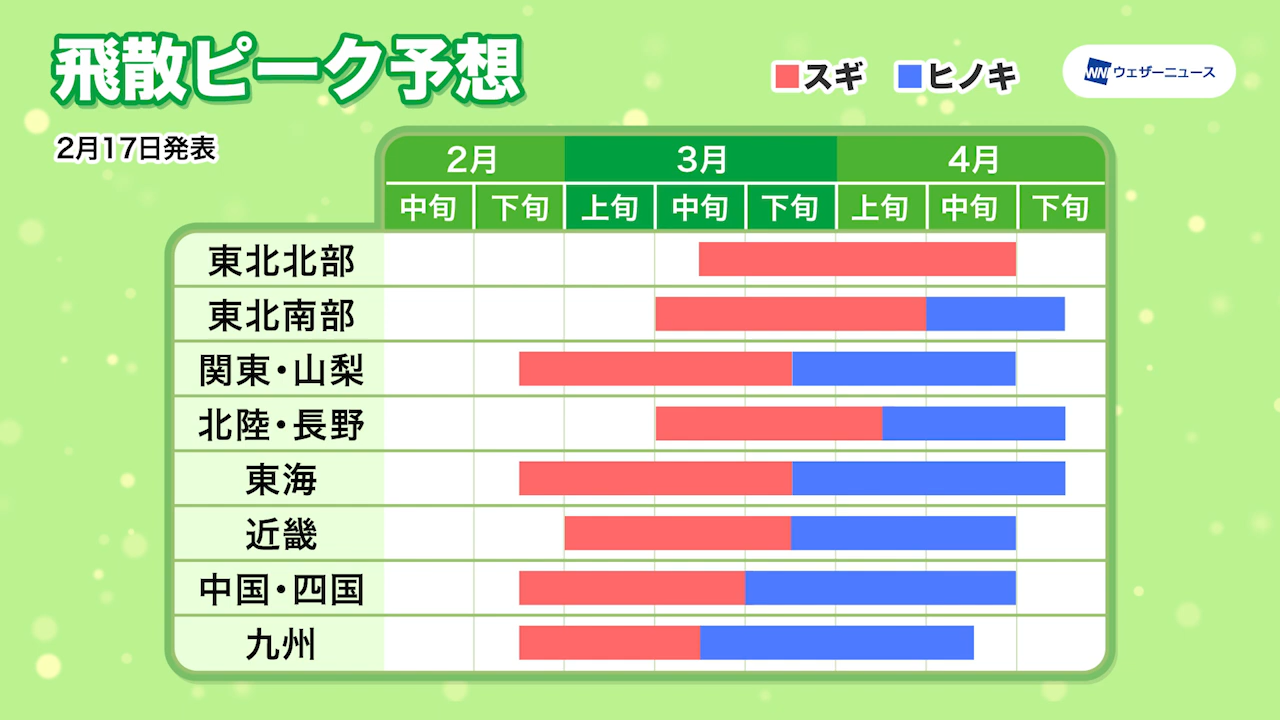 飛散ピーク予想
スギ ヒノキ
WN ウェザーニュース
2月17日発表
2月 3月 4月
中旬 下旬 上旬 中旬 下旬 上旬 中旬 下旬
東北北部
東北南部
関東・山梨
北陸・長野
東海
近畿
中国・四国
九州